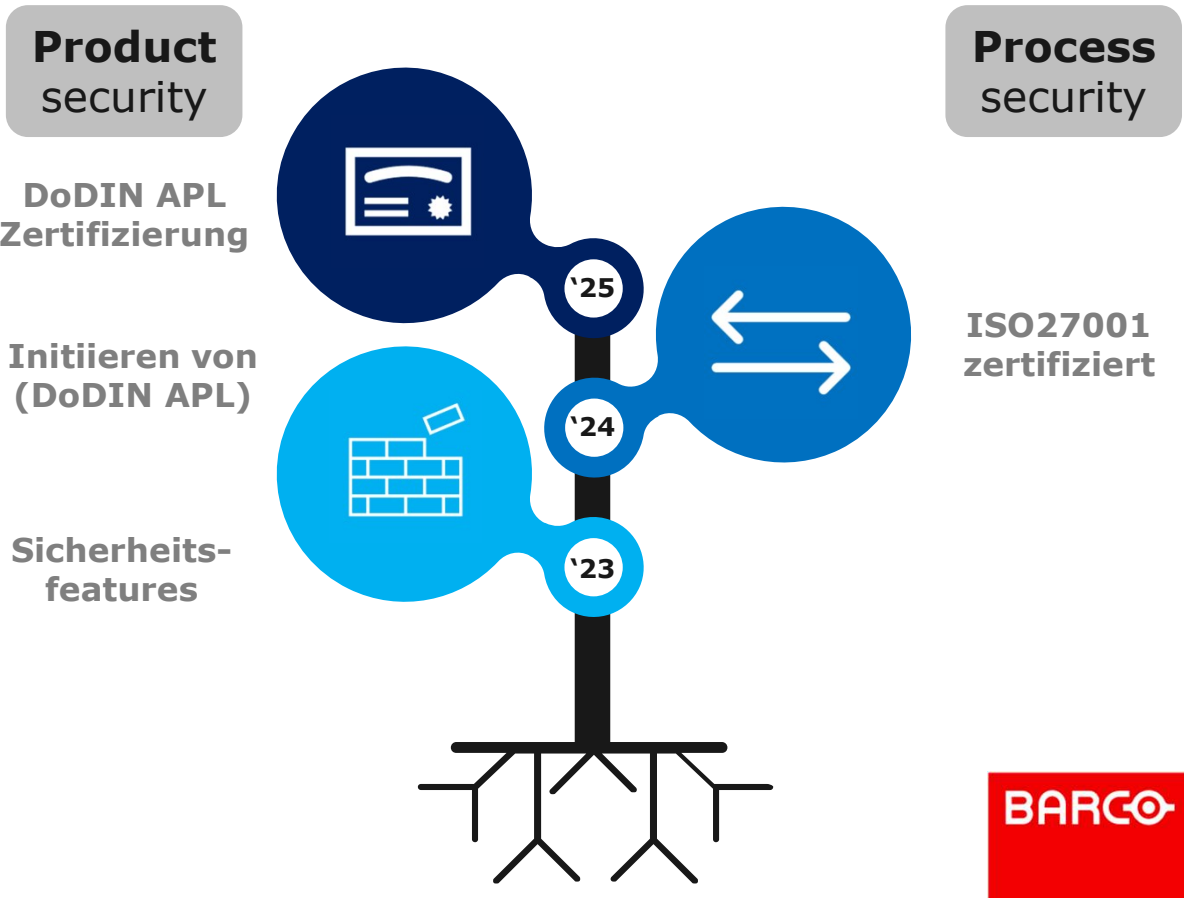 Product
security
Process
security
DoDIN APL
Zertifizierung
‘25
ISO27001
zertifiziert
Initiieren von
(DoDIN APL)
‘24
Sicherheits-
features
‘23
BARCO